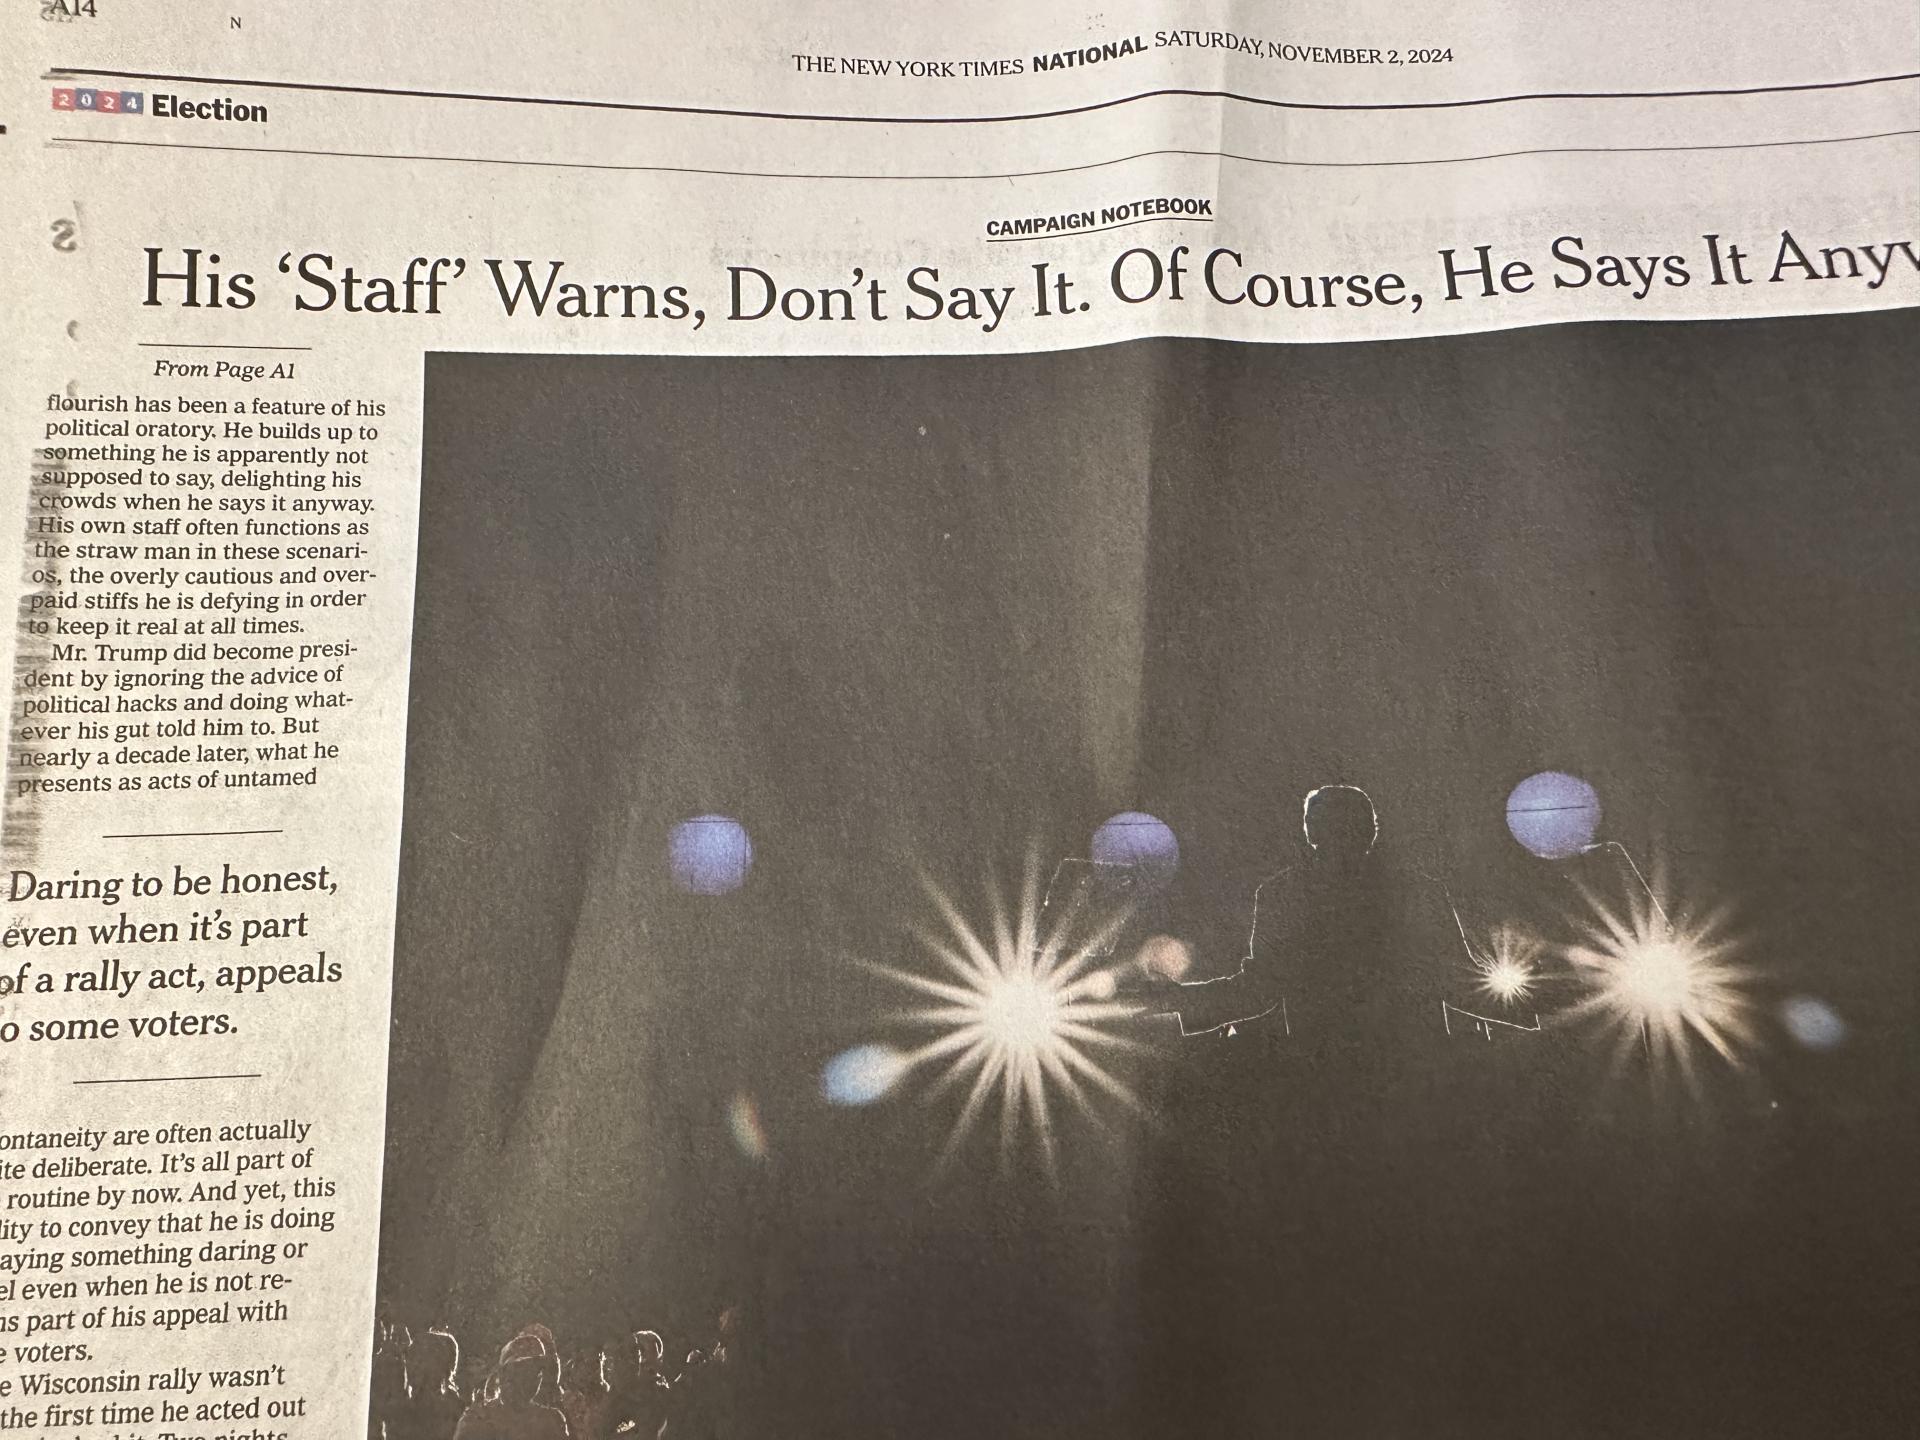 A14
N
THE NEW YORK TIMES NATIONAL SATURDAY, NOVEMBER 2, 2024
2024 Election
CAMPAIGN NOTEBOOK
His ‘Staff’ Warns, Don’t Say It. Of Course, He Says It
From Page A1
flourish has been a feature of his
political oratory. He builds up to
something he is apparently not
supposed to say, delighting his
crowds when he says it anyway.
His own staff often functions as
the straw man in these scenari-
os, the overly cautious and over-
paid stiffs he is defying in order
to keep it real at all times.
Mr. Trump did become presi-
dent by ignoring the advice of
political hacks and doing what-
ever his gut told him to. But
nearly a decade later, what he
presents as acts of untamed
Daring to be honest,
even when it’s part
of a rally act, appeals
o some voters.
ontaneity are often actually
ite deliberate. It’s all part of
routine by now. And yet, this
lity to convey that he is doing
aying something daring or
el even when he is not re-
ns part of his appeal with
e voters.
e Wisconsin rally wasn’t
the first time he acted out